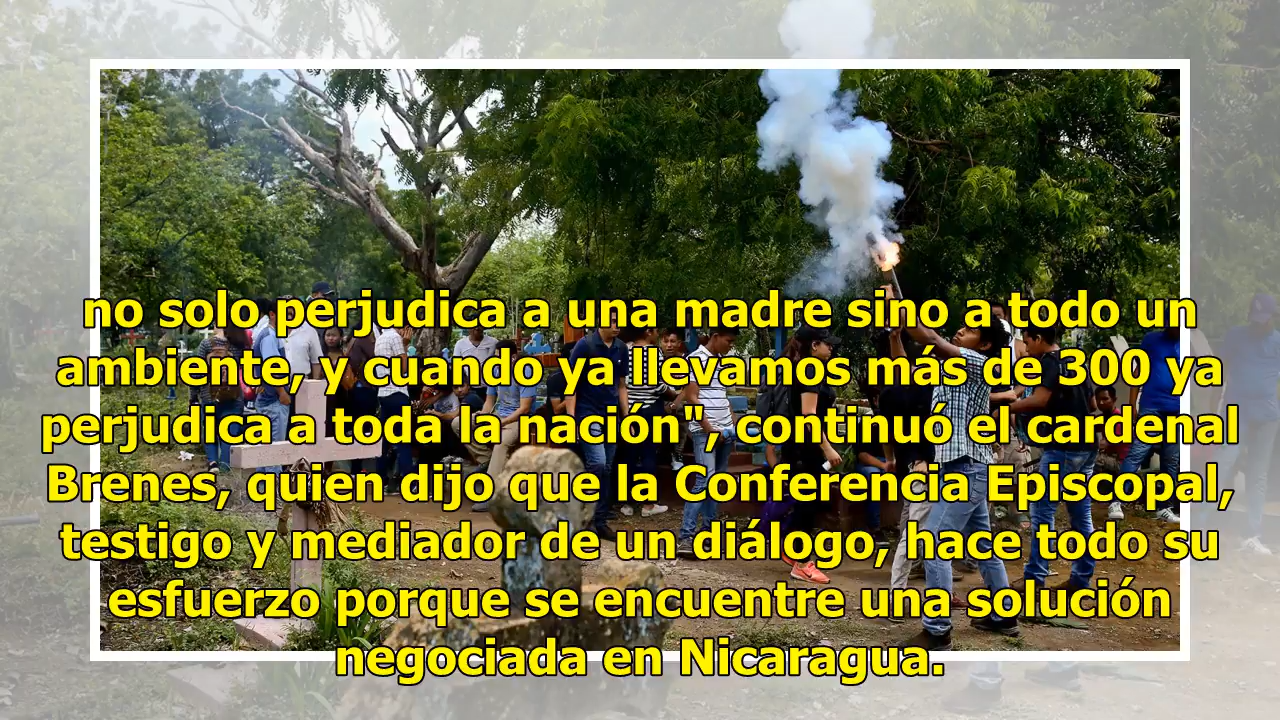 no solo perjudica a una madre sino a todo un
ambiente, y cuando ya llevamos más de 300 ya
perjudica a toda la nación ", continuó el cardenal
Brenes, quien dijo que la Conferencia Episcopal,
testigo y mediador de un diálogo, hace todo su
esfuerzo porque se encuentre una solución
negociada en Nicaragua.